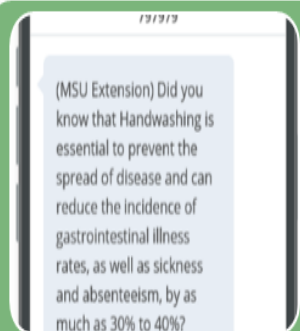 (MSU Extension) Did you
know that Handwashing is
essential to prevent the
spread of disease and can
reduce the incidence of
gastrointestinal illness
rates, as well as sickness
and absenteeism, by as
much as 30% to 40%?